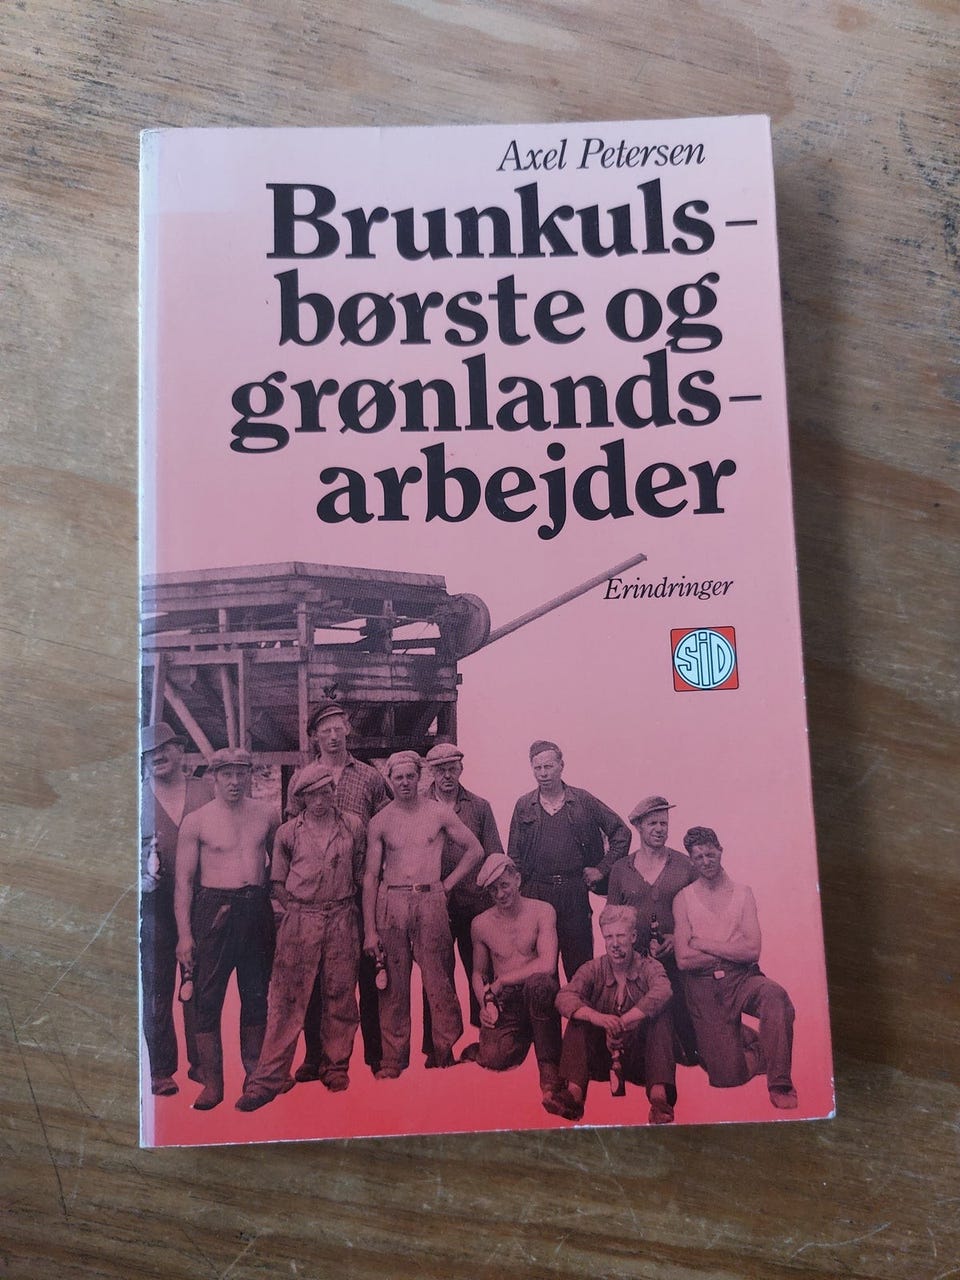 Axel Petersen
Brunkuls-
børste og
grønlands-
arbejder
Erindringer
SiD